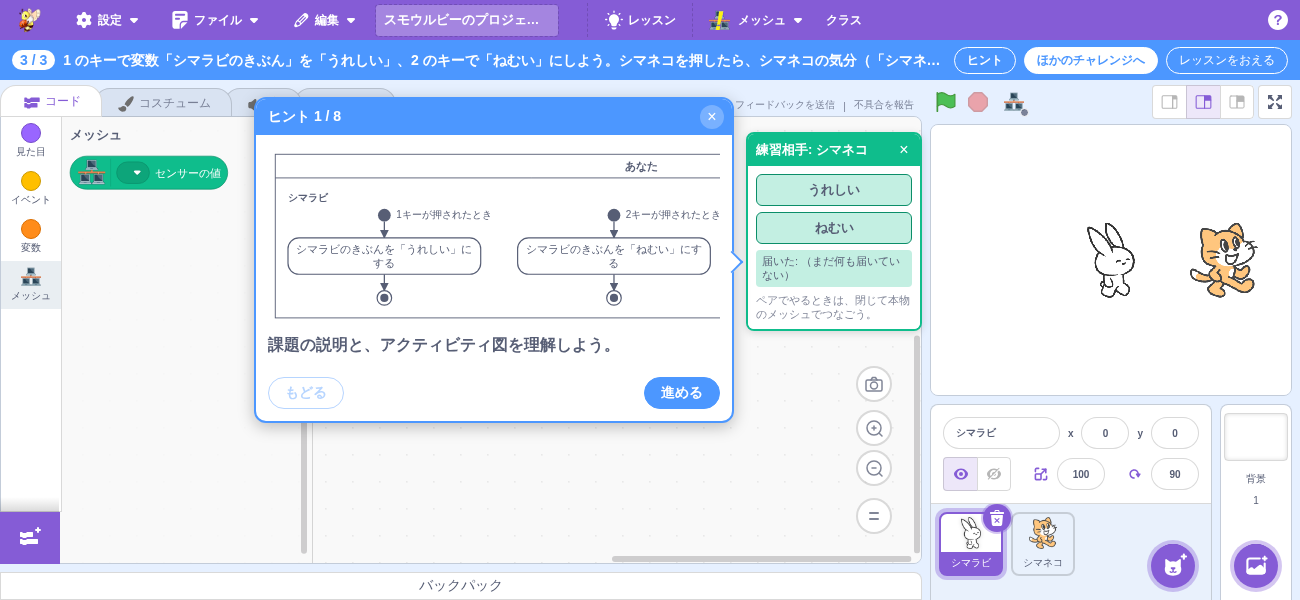 設定
ファイル
編集
スモウルビーのプロジェ…
レッスン
メッシュ
クラス
?
3 / 3
1 のキーで変数「シマラビのきぶん」を「うれしい」、2 のキーで「ねむい」にしよう。シマネコを押したら、シマネコの気分（「シマネ…
ヒント
ほかのチャレンジへ
レッスンをおえる
コード
コスチューム
フィードバックを送信 | 不具合を報告
見た目
イベント
変数
メッシュ
メッシュ
センサーの値
ヒント 1 / 8
×
あなた
シマラビ
1キーが押されたとき
2キーが押されたとき
シマラビのきぶんを「うれしい」に
する
シマラビのきぶんを「ねむい」にす
る
課題の説明と、アクティビティ図を理解しよう。
もどる
進める
練習相手: シマネコ
×
うれしい
ねむい
届いた: （まだ何も届いてい
ない）
ペアでやるときは、閉じて本物
のメッシュでつなごう。
シマラビ
x
0
y
0
100
90
シマラビ
シマネコ
背景
1
バックパック